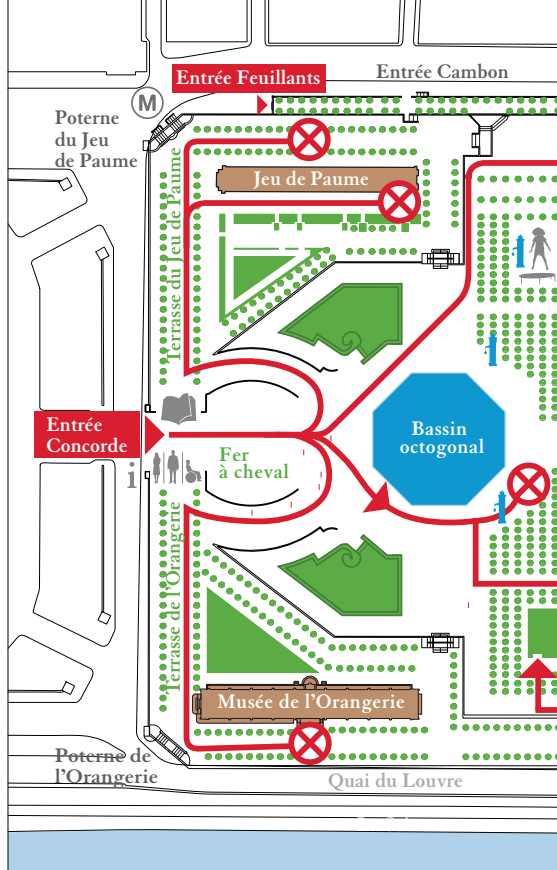 Entrée Feuillants
Entrée Cambon
M
Poterne
du Jeu
de Paume
Jeu de Paume
Terrasse du Jeu de Paume
Entrée
Concorde
i
Fer
à cheval
Bassin
octogonal
Terrasse de l'Orangerie
Musée de l'Orangerie
Poterne de
l'Orangerie
Quai du Louvre